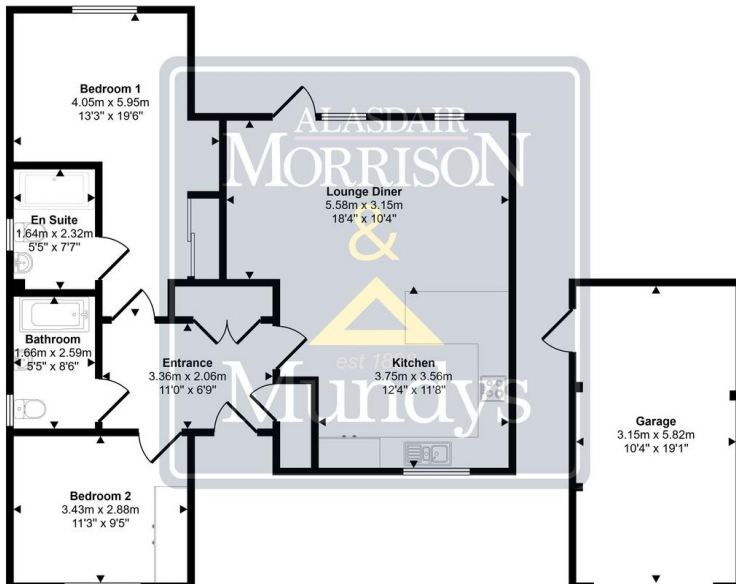 Bedroom 1
4.05m x 5.95m
13'3" x 19'6"
ALASDAIR
MORRISON
&
Lounge Diner
5.58m x 3.15m
18'4" x 10'4"
En Suite
1.64m x 2.32m
5'5" x 7'7"
Bathroom
1.66m x 2.59m
5'5" x 8'6"
Entrance
3.36m x 2.06m
11'0" x 6'9"
Kitchen
3.75m x 3.56m
12'4" x 11'8"
est
Mundys
Garage
3.15m x 5.82m
10'4" x 19'1"
Bedroom 2
3.43m x 2.88m
11'3" x 9'5"